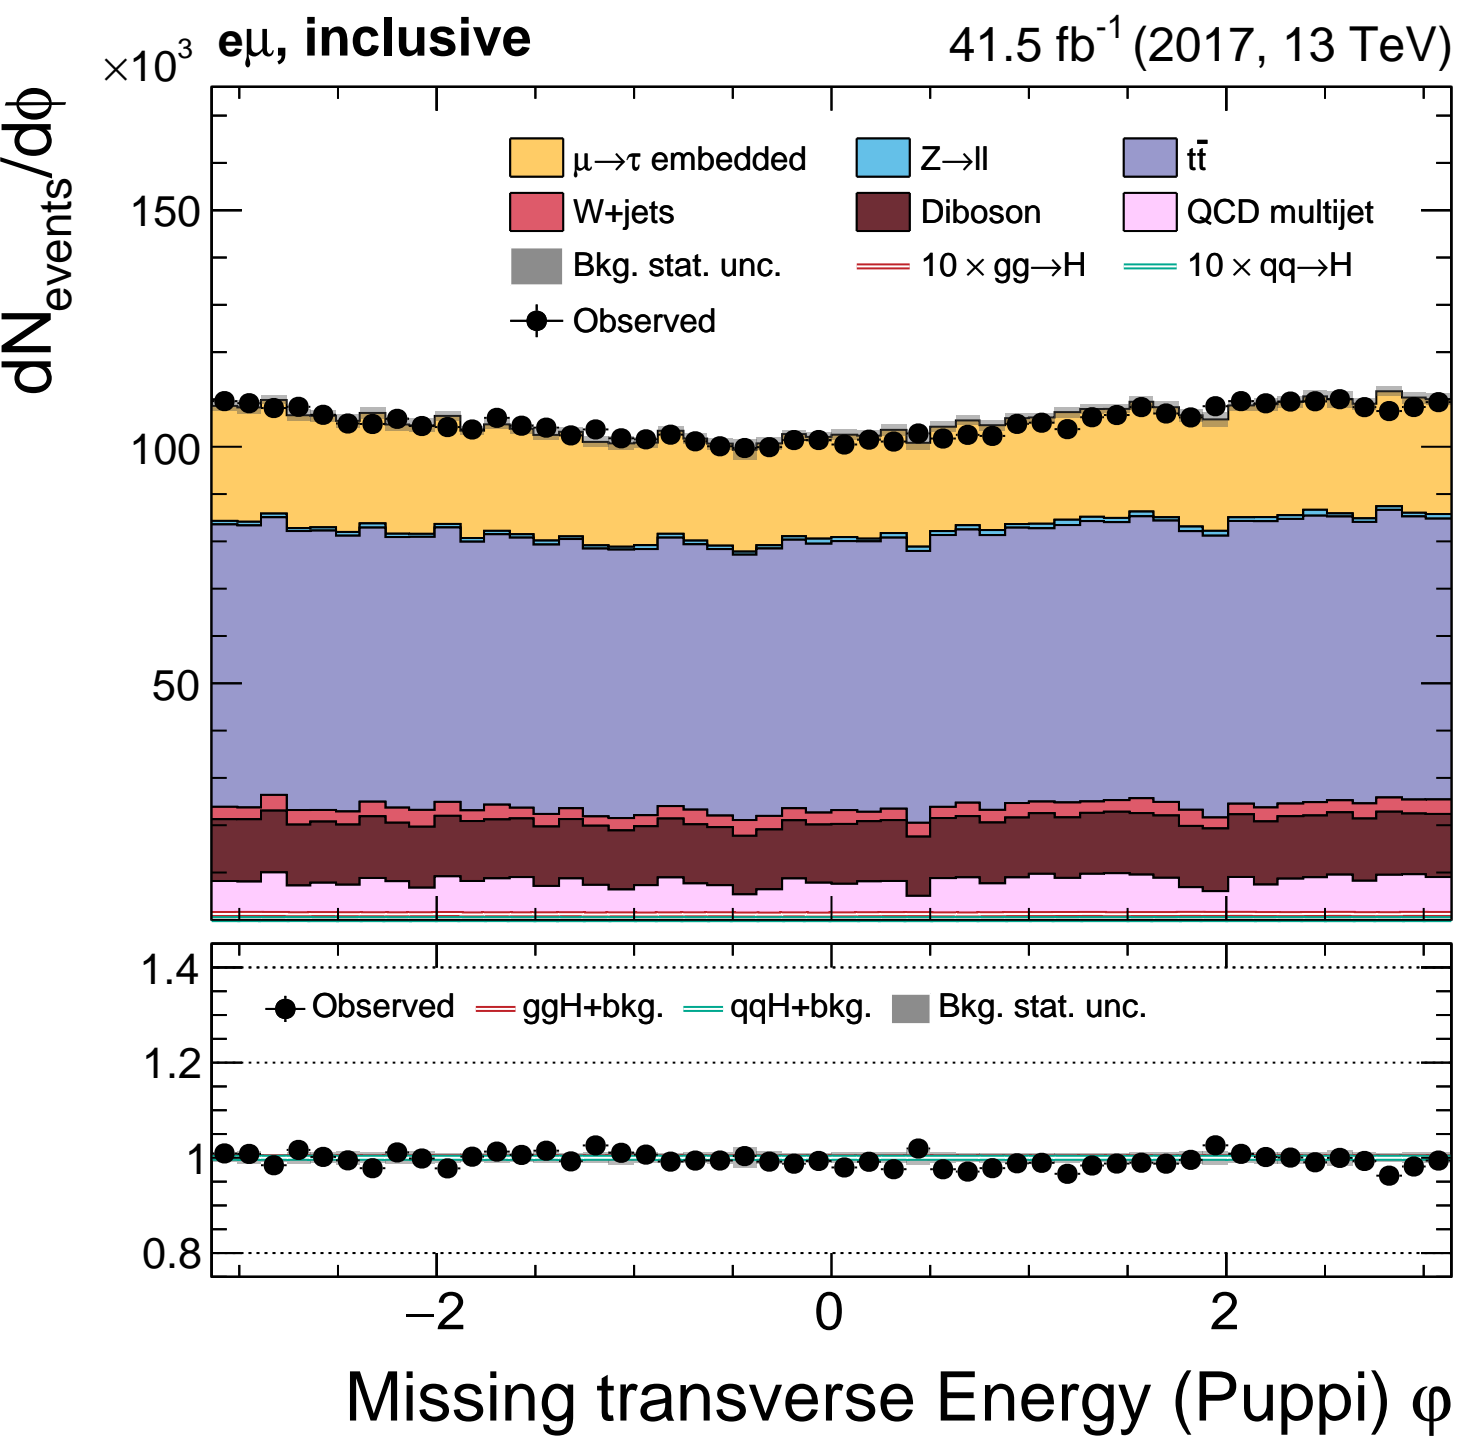 ×10³ eμ, inclusive 41.5 fb⁻¹ (2017, 13 TeV)
dN_events/dϕ
μ→τ embedded Z→ll tt̄
W+jets Diboson QCD multijet
Bkg. stat. unc. 10 × gg→H 10 × qq→H
Observed
150
100
50
1.4
Observed ggH+bkg. qqH+bkg. Bkg. stat. unc.
1.2
1
0.8
−2 0 2
Missing transverse Energy (Puppi) φ